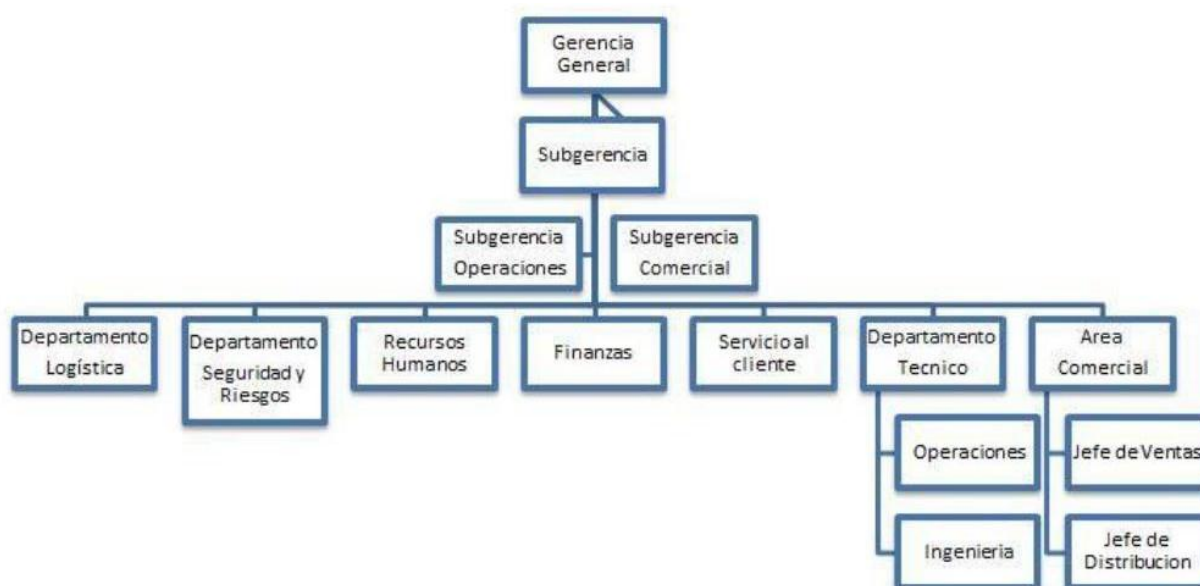 Gerencia
General
Subgerencia
Subgerencia
Operaciones
Subgerencia
Comercial
Departamento
Logística
Departamento
Seguridad y
Riesgos
Recursos
Humanos
Finanzas
Servicio al
cliente
Departamento
Tecnico
Area
Comercial
Operaciones
Jefe de Ventas
Ingenieria
Jefe de
Distribucion